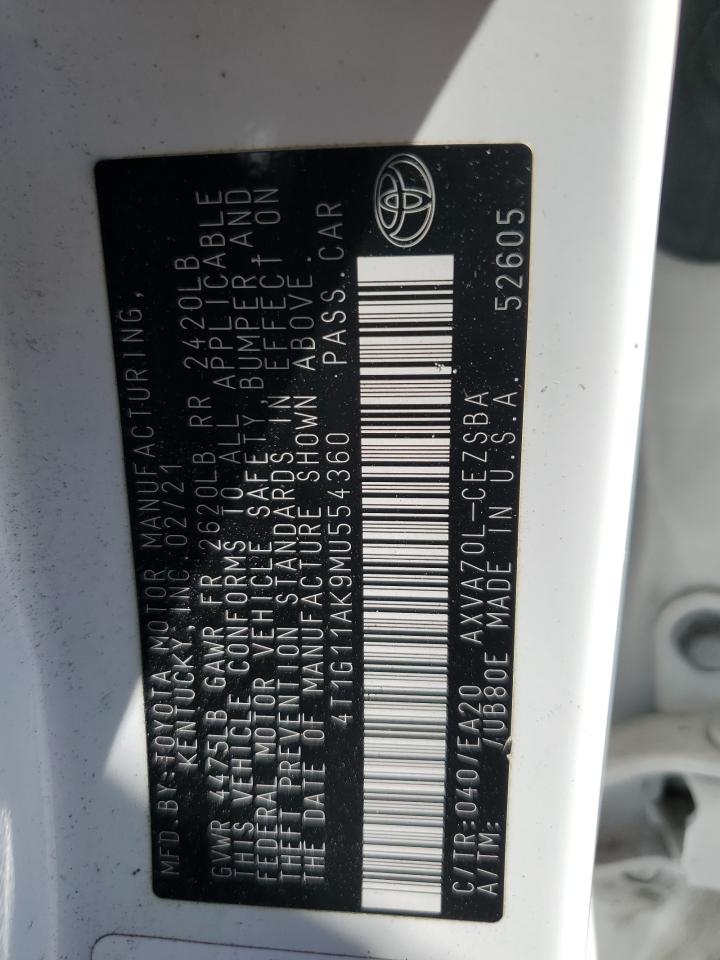 MFD.BY:TOYOTA MOTOR MANUFACTURING,
KENTUCKY, INC 02/21
GVWR 4475LB GAWR FR 2620LB RR 2420LB
THIS VEHICLE CONFORMS TO ALL APPLICABLE
FEDERAL MOTOR VEHICLE SAFETY, BUMPER, AND
THEFT PREVENTION STANDARDS IN EFFECT ON
THE DATE OF MANUFACTURE SHOWN ABOVE.
4T1G11AK9MU554360 PASS.CAR
C/TR:040/EA20 AXVA70L-CEZSBA
A/TM: /UB80E MADE IN U.S.A. 52605